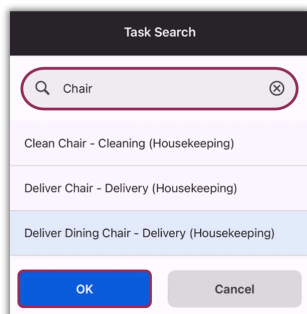 Task Search
Chair
Clean Chair - Cleaning (Housekeeping)
Deliver Chair - Delivery (Housekeeping)
Deliver Dining Chair - Delivery (Housekeeping)
OK
Cancel